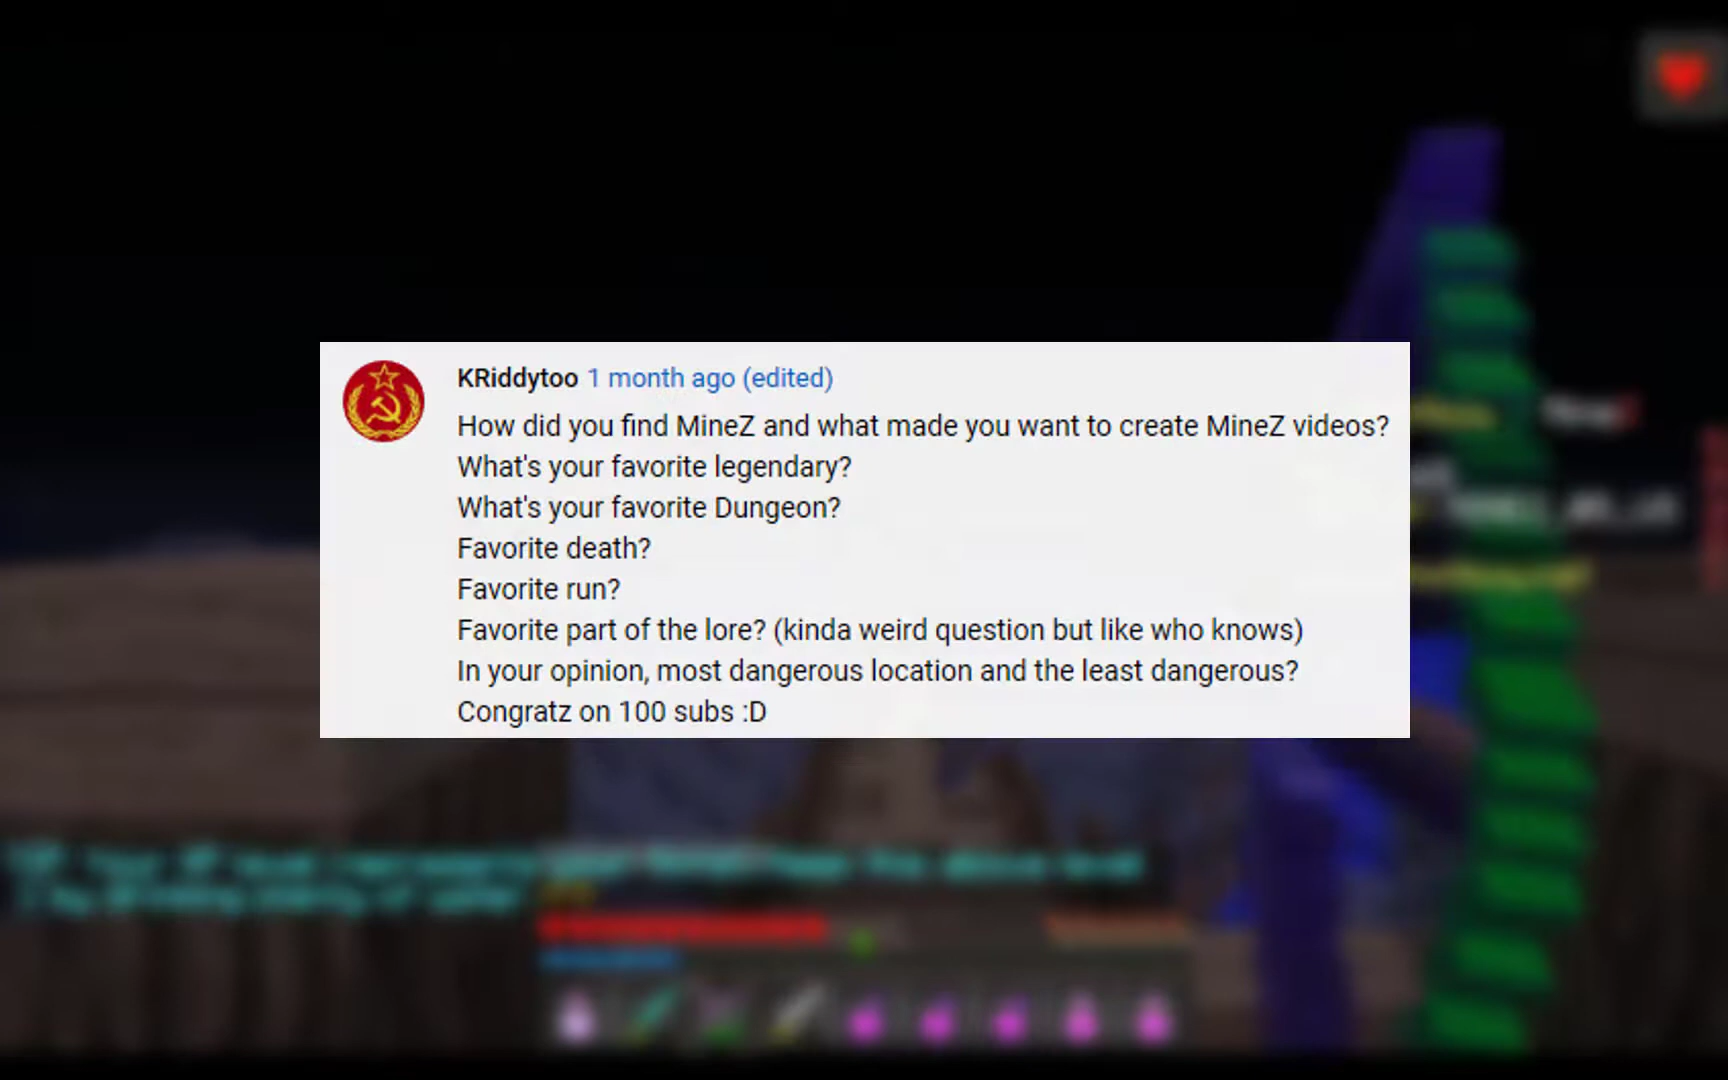 KRiddytoo 1 month ago (edited)
How did you find MineZ and what made you want to create MineZ videos?
What's your favorite legendary?
What's your favorite Dungeon?
Favorite death?
Favorite run?
Favorite part of the lore? (kinda weird question but like who knows)
In your opinion, most dangerous location and the least dangerous?
Congratz on 100 subs :D